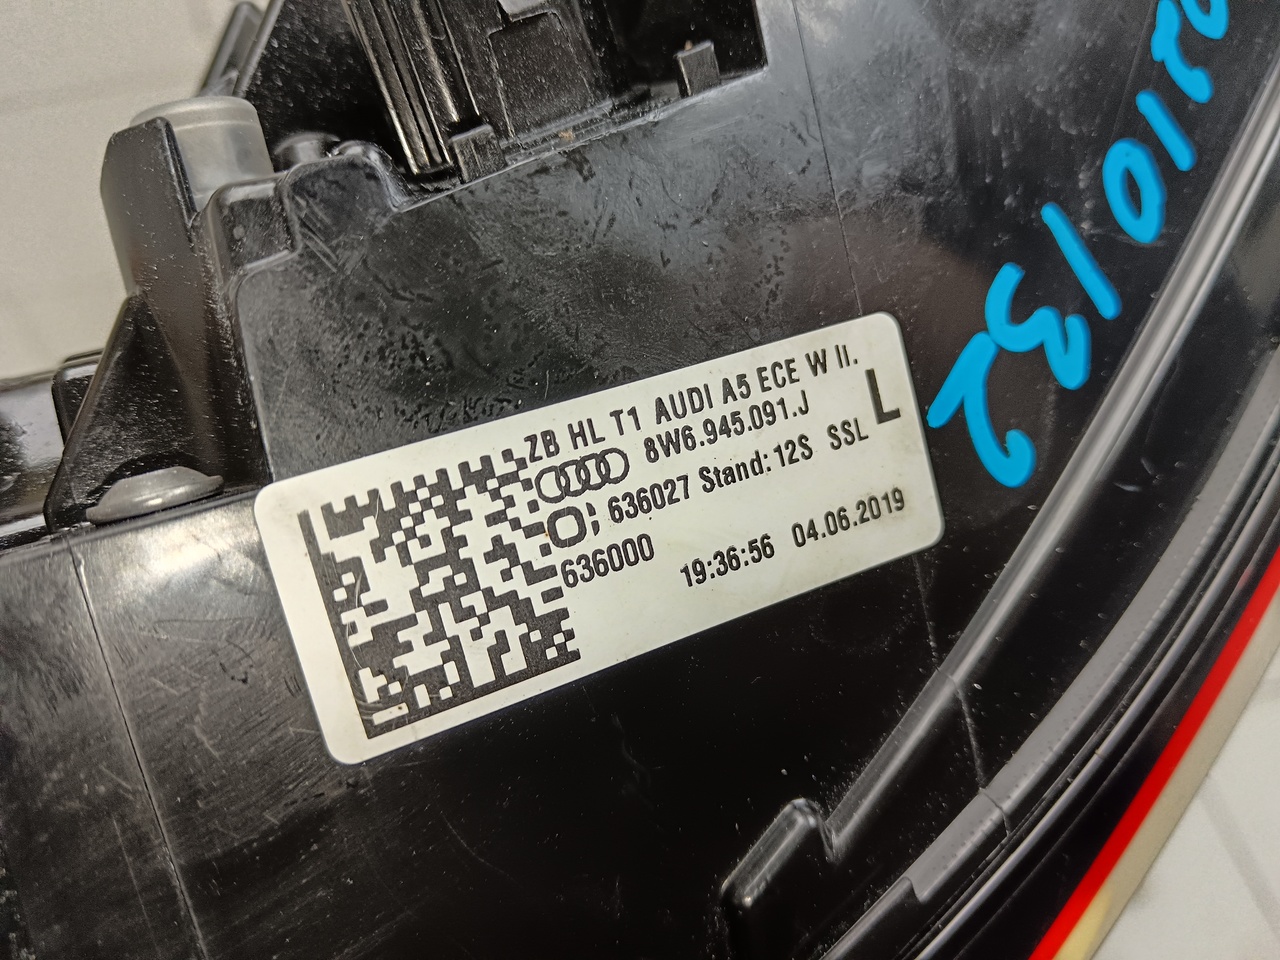 ZB HL T1 AUDI A5 ECE W II.
8W6.945.091.J
L
636027 Stand: 12S SSL
636000
19:36:56 04.06.2019